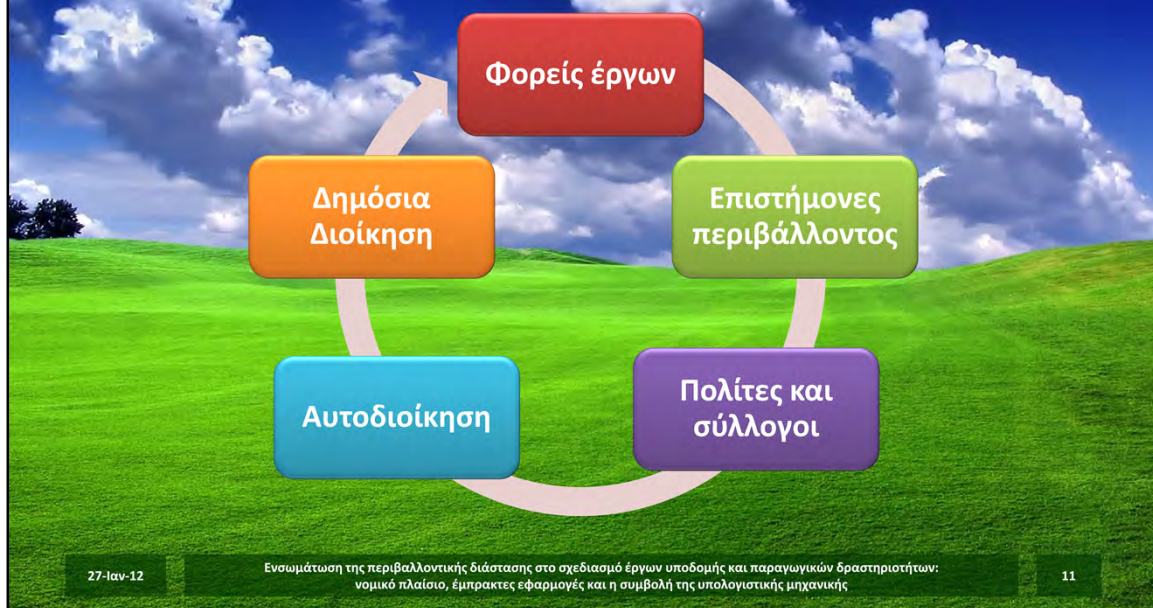 Φορείς έργων
Επιστήμονες
περιβάλλοντος
Πολίτες και
σύλλογοι
Αυτοδιοίκηση
Δημόσια
Διοίκηση
27-Ιαν-12
Ενσωμάτωση της περιβαλλοντικής διάστασης στο σχεδιασμό έργων υποδομής και παραγωγικών δραστηριοτήτων:
νομικό πλαίσιο, έμπρακτες εφαρμογές και η συμβολή της υπολογιστικής μηχανικής
11